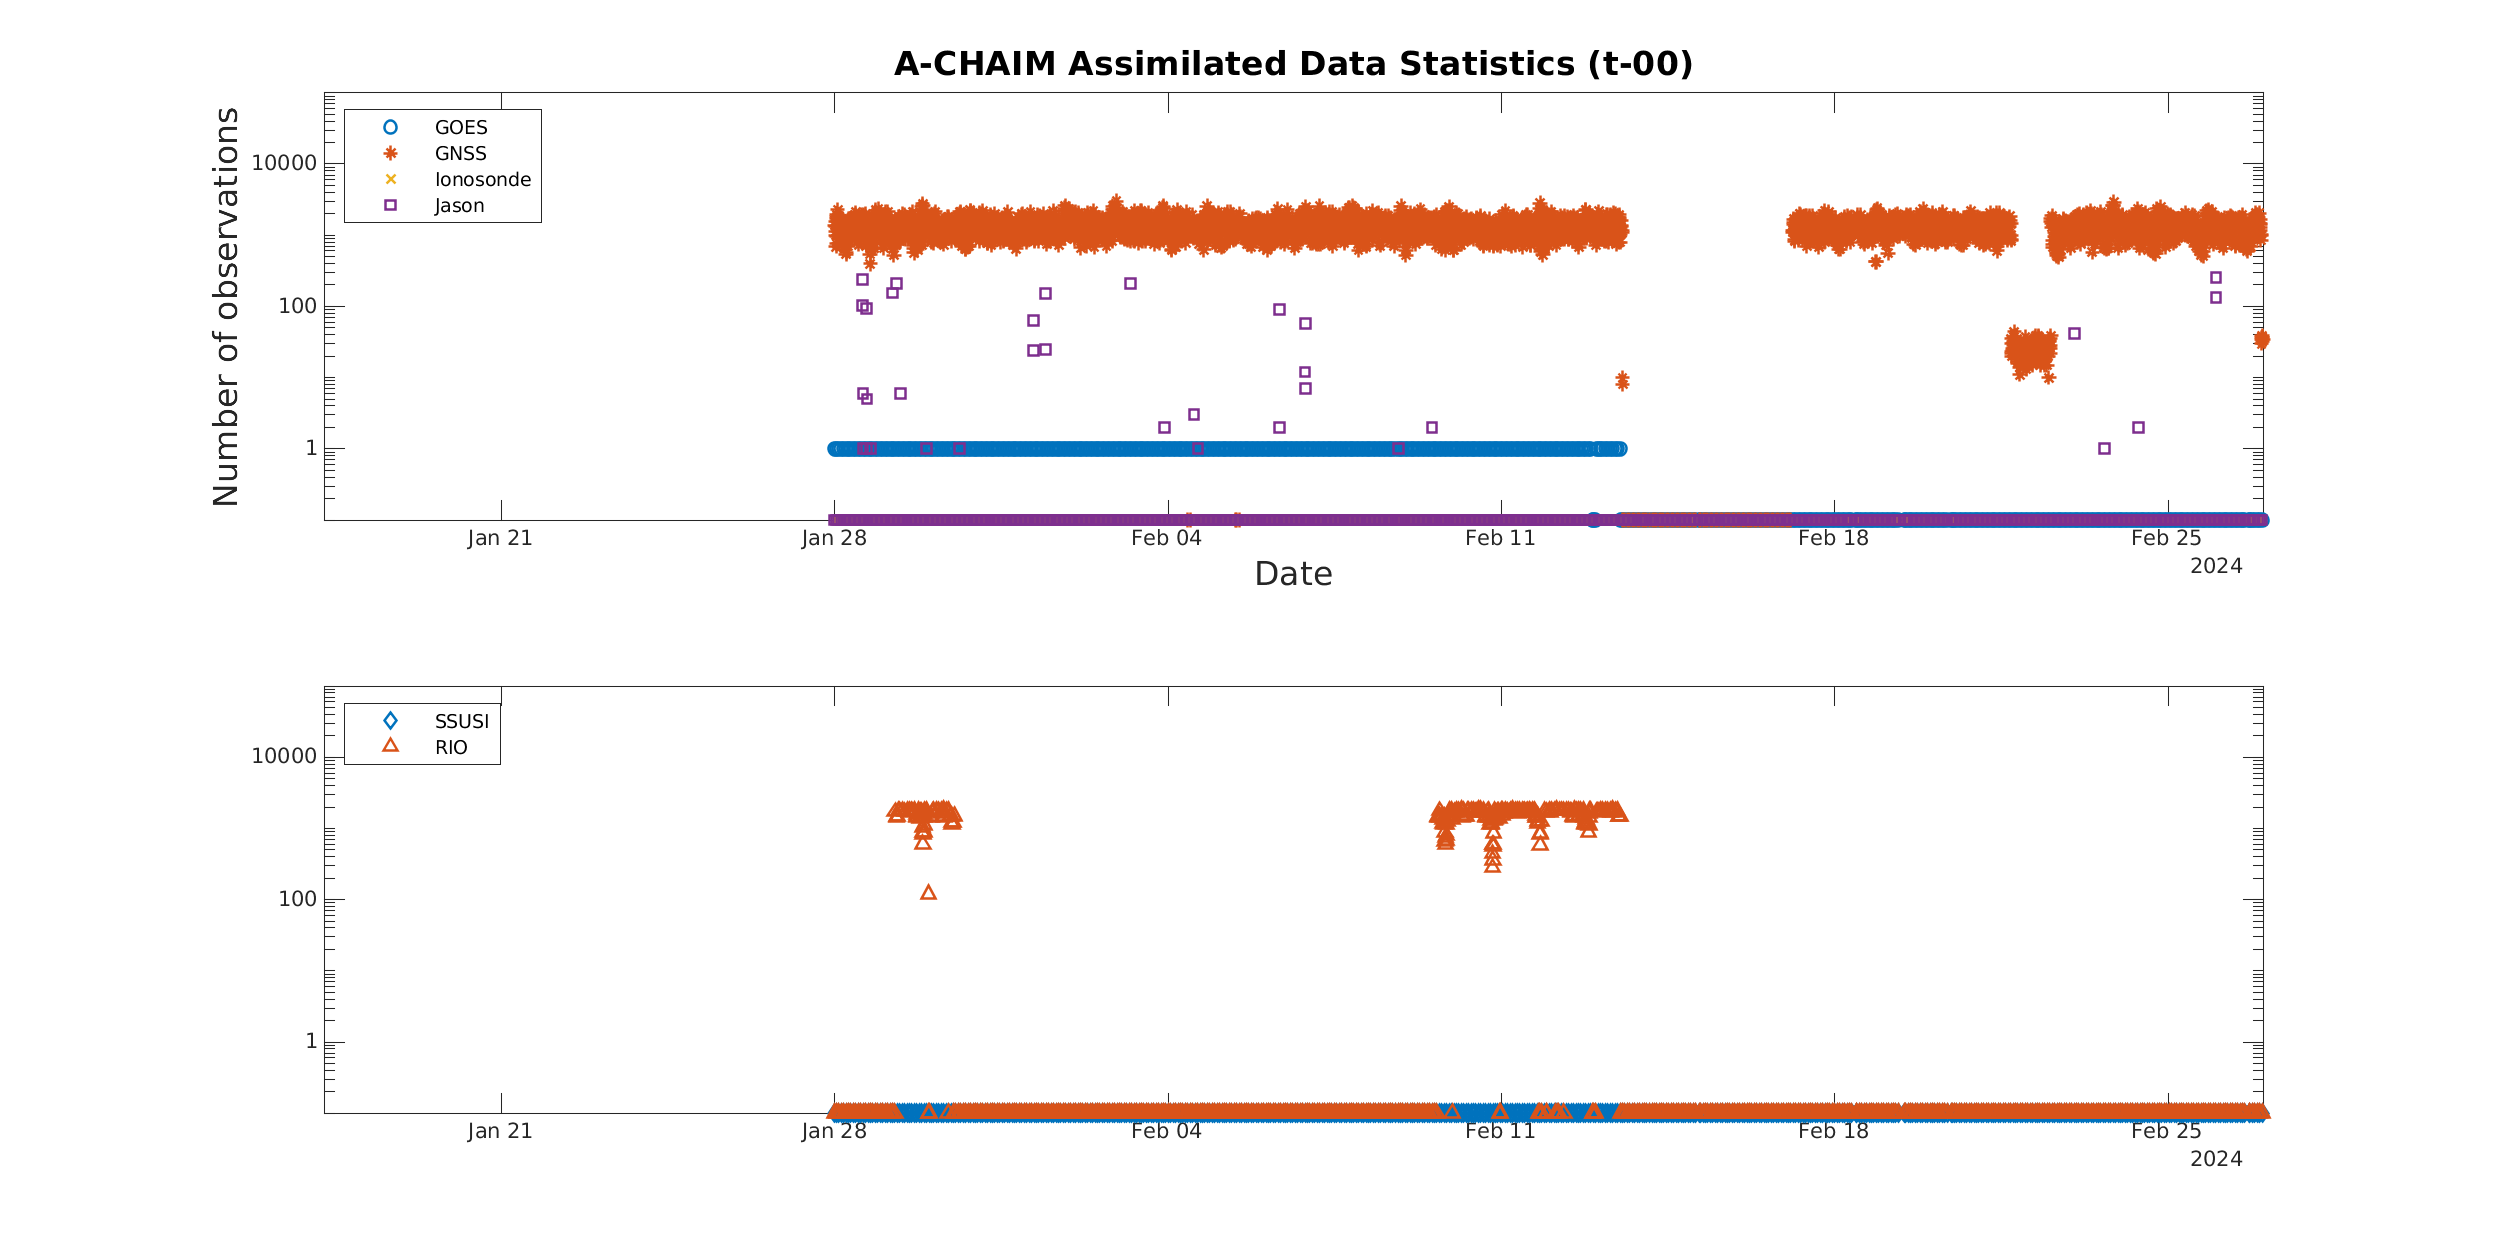 A-CHAIM Assimilated Data Statistics (t-00)
GOES
GNSS
Ionosonde
Jason
Number of observations
10000
100
1
Jan 21
Jan 28
Feb 04
Feb 11
Feb 18
Feb 25
2024
Date
SSUSI
RIO
10000
100
1
Jan 21
Jan 28
Feb 04
Feb 11
Feb 18
Feb 25
2024